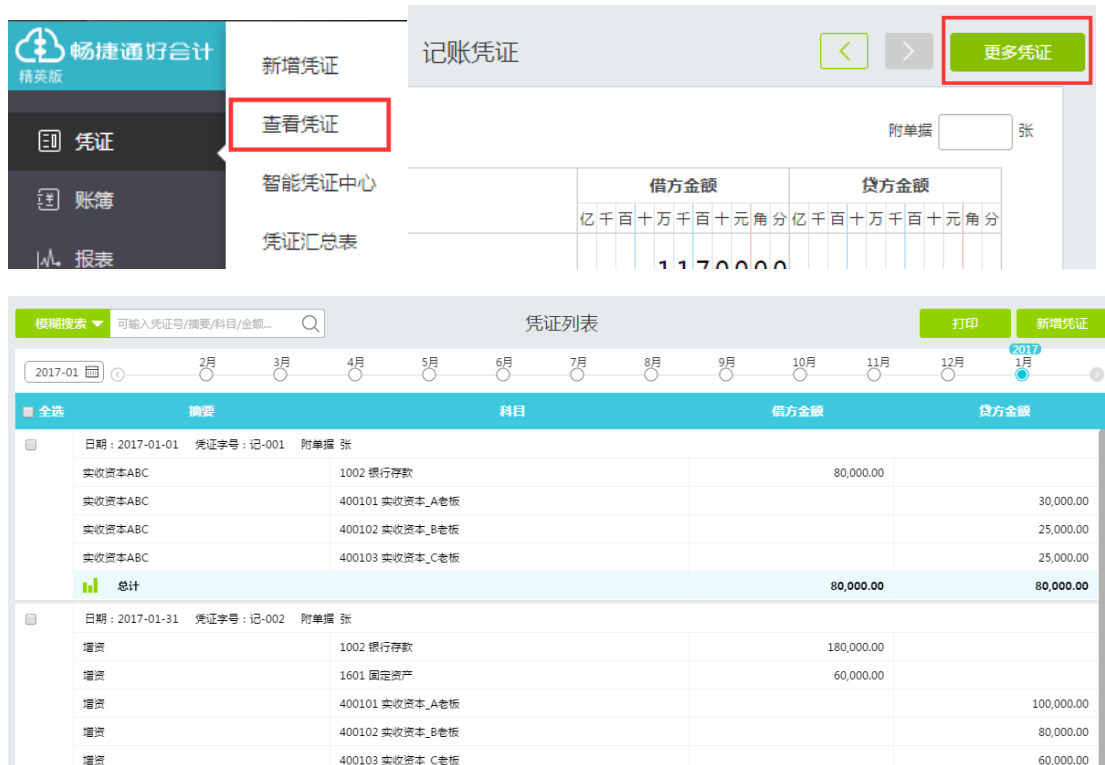 畅捷通好会计
精英版
凭证
账簿
报表
新增凭证
查看凭证
智能凭证中心
凭证汇总表
记账凭证
更多凭证
附单据 张
借方金额 贷方金额
亿千百十万千百十元角分 亿千百十万千百十元角分
1170000
模糊搜索 可输入凭证号/摘要/科目/金额... 凭证列表 打印 新增凭证
2017
2017-01 2月 3月 4月 5月 6月 7月 8月 9月 10月 11月 12月 1月
全选 摘要 科目 借方金额 贷方金额
日期：2017-01-01 凭证字号：记-001 附单据 张
实收资本ABC 1002 银行存款 80,000.00
实收资本ABC 400101 实收资本_A老板 30,000.00
实收资本ABC 400102 实收资本_B老板 25,000.00
实收资本ABC 400103 实收资本_C老板 25,000.00
总计 80,000.00 80,000.00
日期：2017-01-31 凭证字号：记-002 附单据 张
增资 1002 银行存款 180,000.00
增资 1601 固定资产 60,000.00
增资 400101 实收资本_A老板 100,000.00
增资 400102 实收资本_B老板 80,000.00
增资 400103 实收资本_C老板 60,000.00